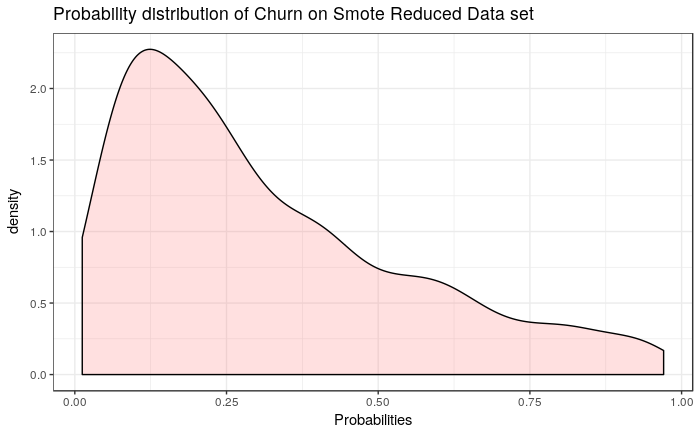 Probability distribution of Churn on Smote Reduced Data set
2.0
1.5
1.0
0.5
0.0
density
0.00 0.25 0.50 0.75 1.00
Probabilities